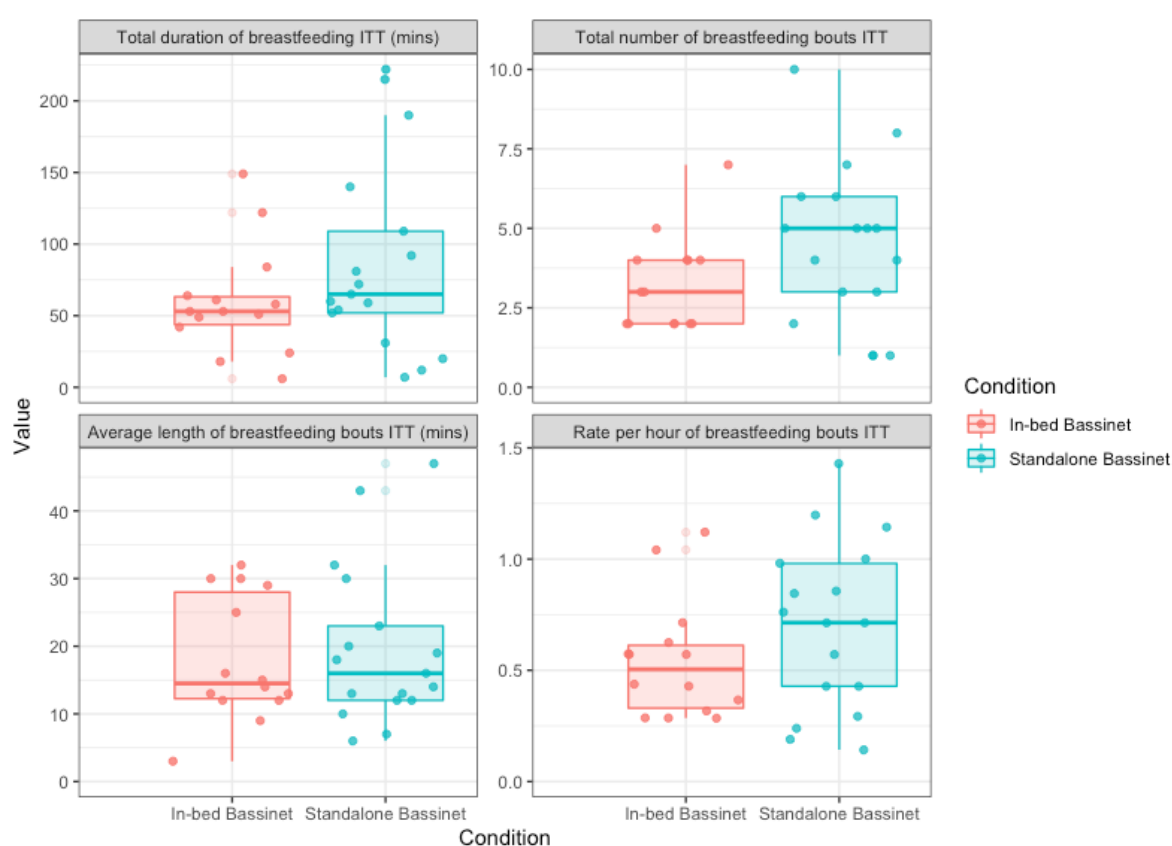 Total duration of breastfeeding ITT (mins)
Total number of breastfeeding bouts ITT
200
150
100
50
0
10.0
7.5
5.0
2.5
0.0
Value
Average length of breastfeeding bouts ITT (mins)
Rate per hour of breastfeeding bouts ITT
40
30
20
10
0
1.5
1.0
0.5
0.0
In-bed Bassinet
Standalone Bassinet
In-bed Bassinet
Standalone Bassinet
Condition
Condition
In-bed Bassinet
Standalone Bassinet